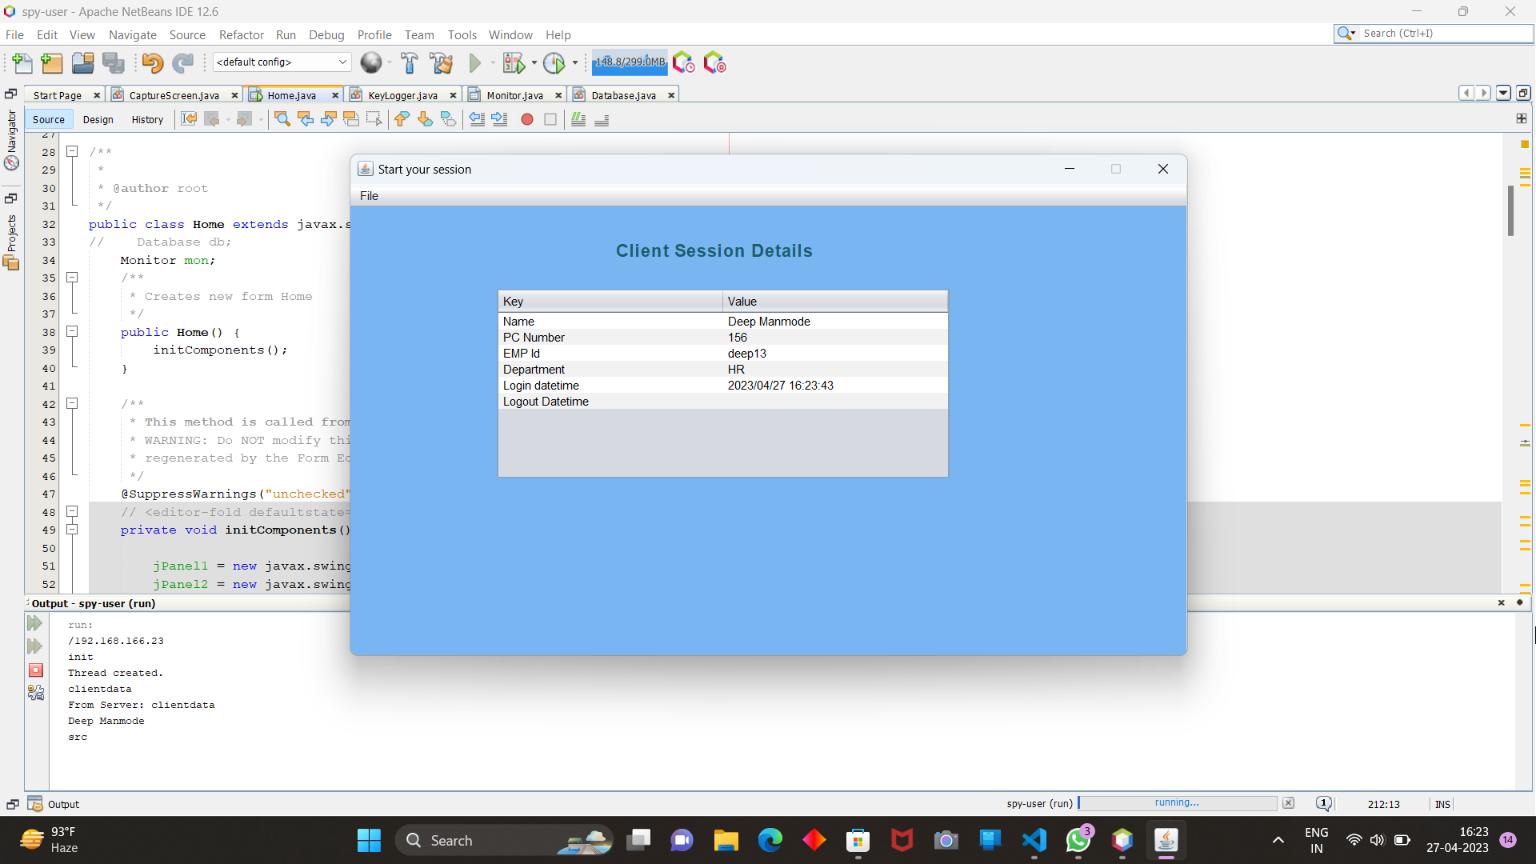 spy-user - Apache NetBeans IDE 12.6
File Edit View Navigate Source Refactor Run Debug Profile Team Tools Window Help
Search (Ctrl+I)
<default config>
148.8/299.0MB
Start Page CaptureScreen.java Home.java KeyLogger.java Monitor.java Database.java
Source Design History
Navigator
Projects
27
28 /**
29 *
30 * @author root
31 */
32 public class Home extends javax.s
33 // Database db;
34 Monitor mon;
35 /**
36 * Creates new form Home
37 */
38 public Home() {
39 initComponents();
40 }
41
42 /**
43 * This method is called from
44 * WARNING: Do NOT modify thi
45 * regenerated by the Form Ed
46 */
47 @SuppressWarnings("unchecked"
48 // <editor-fold defaultstate=
49 private void initComponents()
50
51 jPanel1 = new javax.swing
52 jPanel2 = new javax.swing
Start your session
File
Client Session Details
Key Value
Name Deep Manmode
PC Number 156
EMP Id deep13
Department HR
Login datetime 2023/04/27 16:23:43
Logout Datetime
Output - spy-user (run)
run:
/192.168.166.23
init
Thread created.
clientdata
From Server: clientdata
Deep Manmode
src
Output
spy-user (run) running... 1 212:13 INS
93°F
Haze
Search
3
ENG
IN
16:23
27-04-2023
14